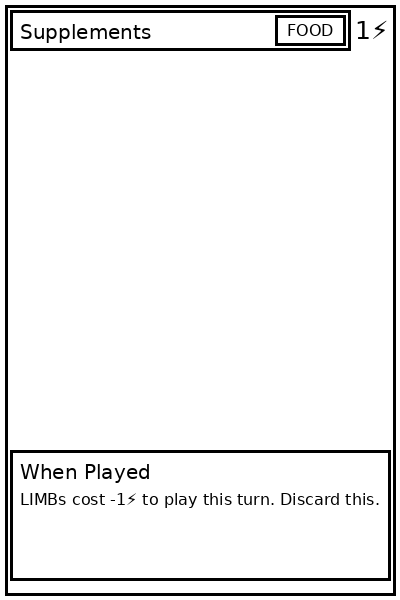 Supplements
FOOD
1⚡
When Played
LIMBs cost -1⚡ to play this turn. Discard this.